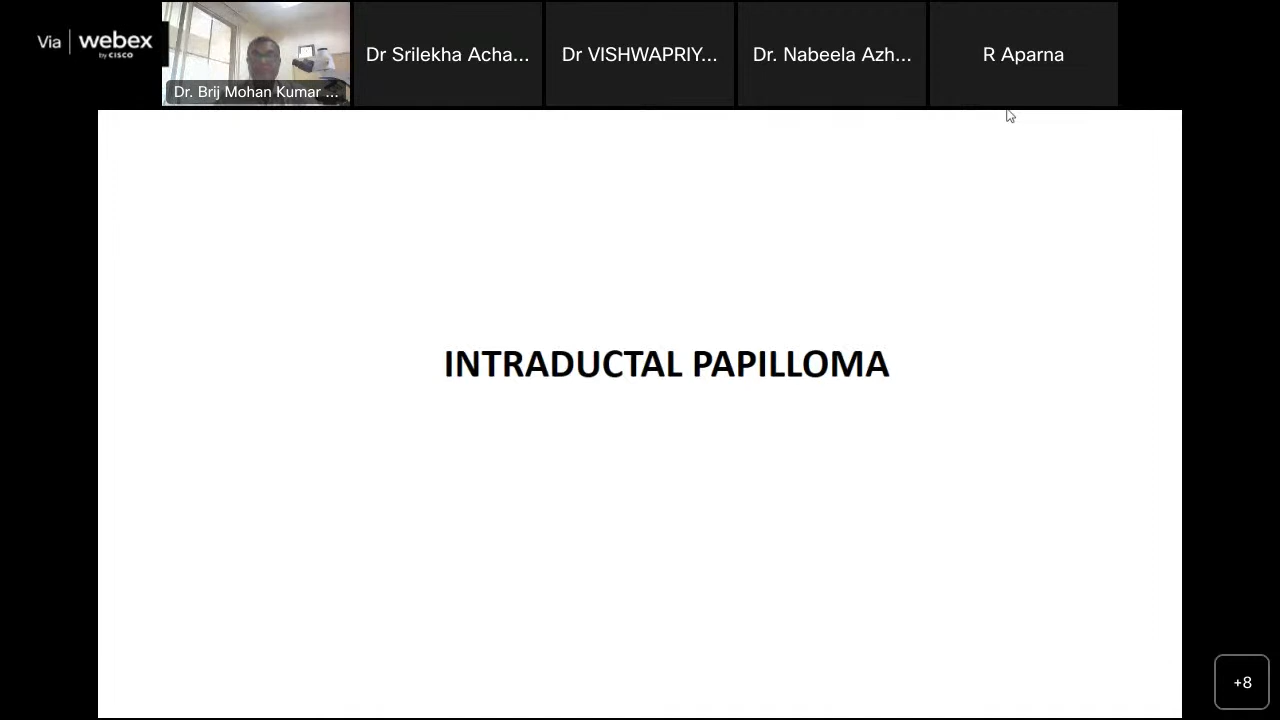 Via webex
by CISCO
Dr. Brij Mohan Kumar ...
Dr Srilekha Acha...
Dr VISHWAPRIY...
Dr. Nabeela Azh...
R Aparna
INTRADUCTAL PAPILLOMA
+8